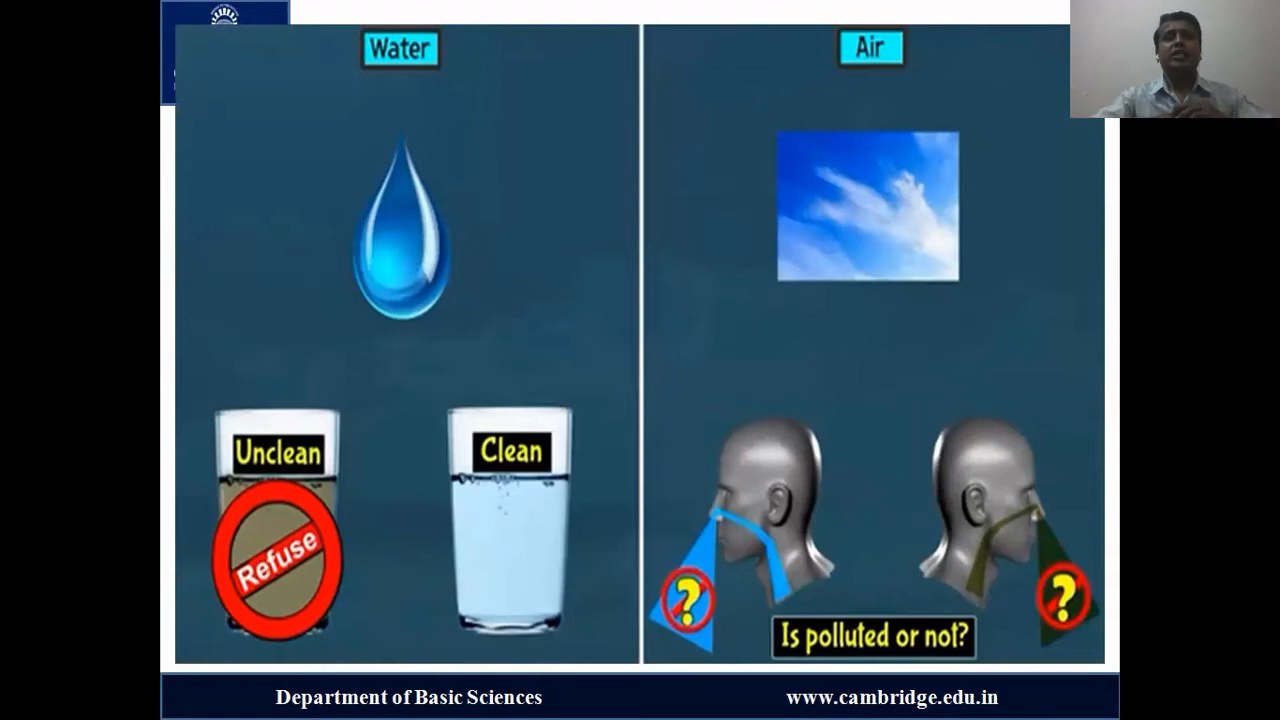 Water
Air
Unclean
Clean
Refuse
?
?
Is polluted or not?
Department of Basic Sciences
www.cambridge.edu.in